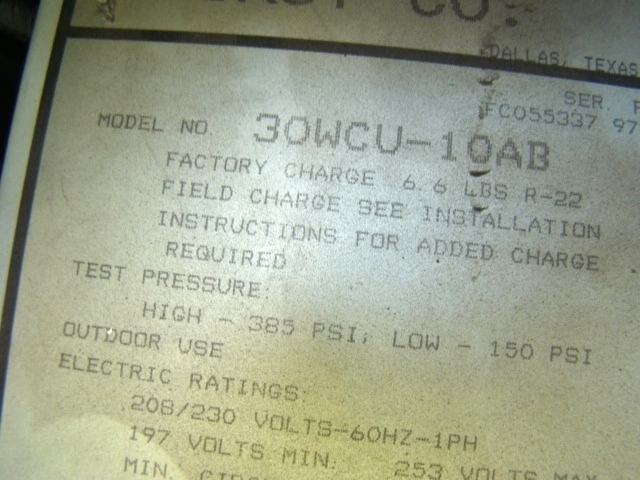 CO.
DALLAS, TEXAS
SER.
FC055337 97
MODEL NO. 30WCU-10AB
FACTORY CHARGE 6.6 LBS R-22
FIELD CHARGE SEE INSTALLATION
INSTRUCTIONS FOR ADDED CHARGE
REQUIRED
TEST PRESSURE:
HIGH - 385 PSI; LOW - 150 PSI
OUTDOOR USE
ELECTRIC RATINGS:
208/230 VOLTS-60HZ-1PH
197 VOLTS MIN. 253 VOLTS MAX
MIN.